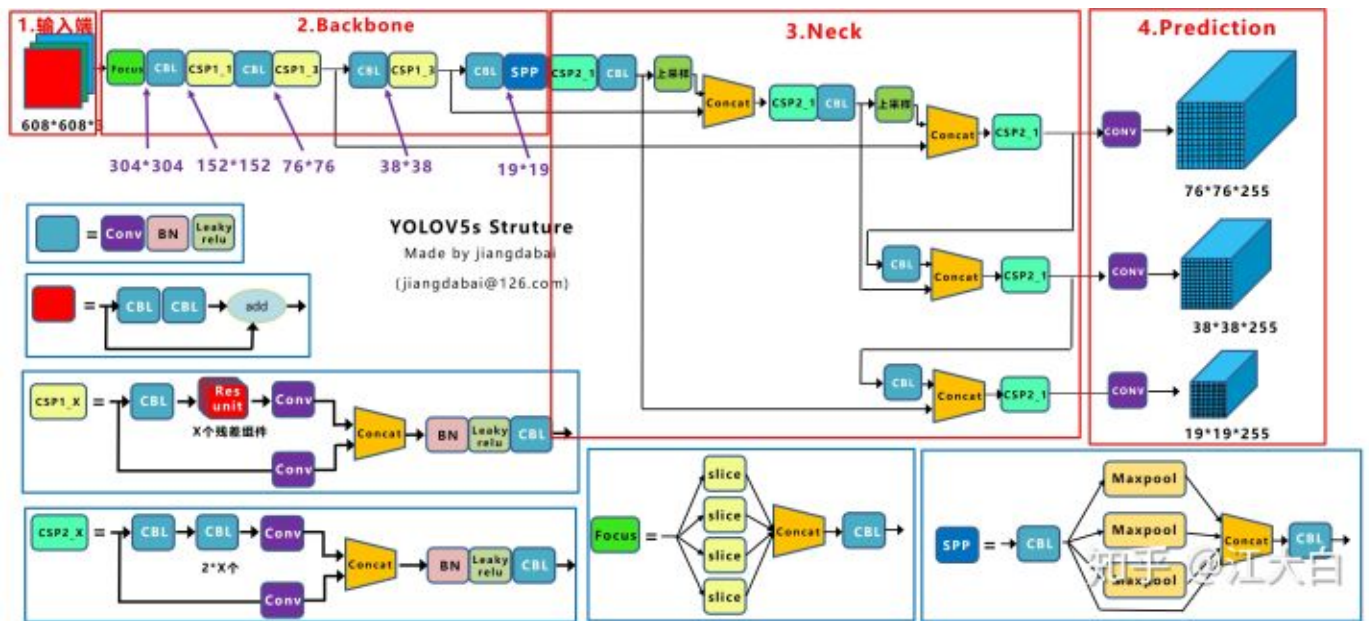 1.输入端
2.Backbone
3.Neck
4.Prediction
Focus CBL CSP1_1 CBL CSP1_3 CBL CSP1_3 CBL SPP CSP2_1 CBL 上采样 Concat CSP2_1 CBL 上采样 Concat CSP2_1 CONV
608*608*3
304*304 152*152 76*76 38*38 19*19
76*76*255
YOLOV5s Struture
Made by jiangdabai
(jiangdabai@126.com)
CBL Concat CSP2_1 CONV
38*38*255
CBL Concat CSP2_1 CONV
19*19*255
= Conv BN Leaky relu
= CBL CBL add
CSP1_X = CBL Res unit Conv Concat BN Leaky relu CBL
X个残差组件
Conv
CSP2_X = CBL CBL Conv Concat BN Leaky relu CBL
2*X个
Conv
Focus = slice slice slice slice Concat CBL
SPP = CBL Maxpool Maxpool Maxpool Concat CBL
知乎 @江大白